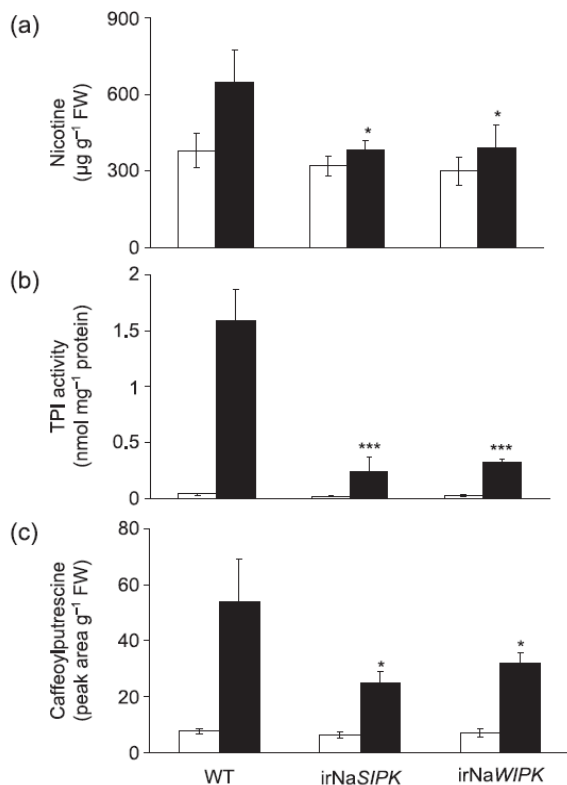 (a)
900
600
300
0
Nicotine
(µg g⁻¹ FW)
*
*
(b)
2
1.5
1
0.5
0
TPI activity
(nmol mg⁻¹ protein)
***
***
(c)
80
60
40
20
0
Caffeoylputrescine
(peak area g⁻¹ FW)
*
*
WT irNaSIPK irNaWIPK